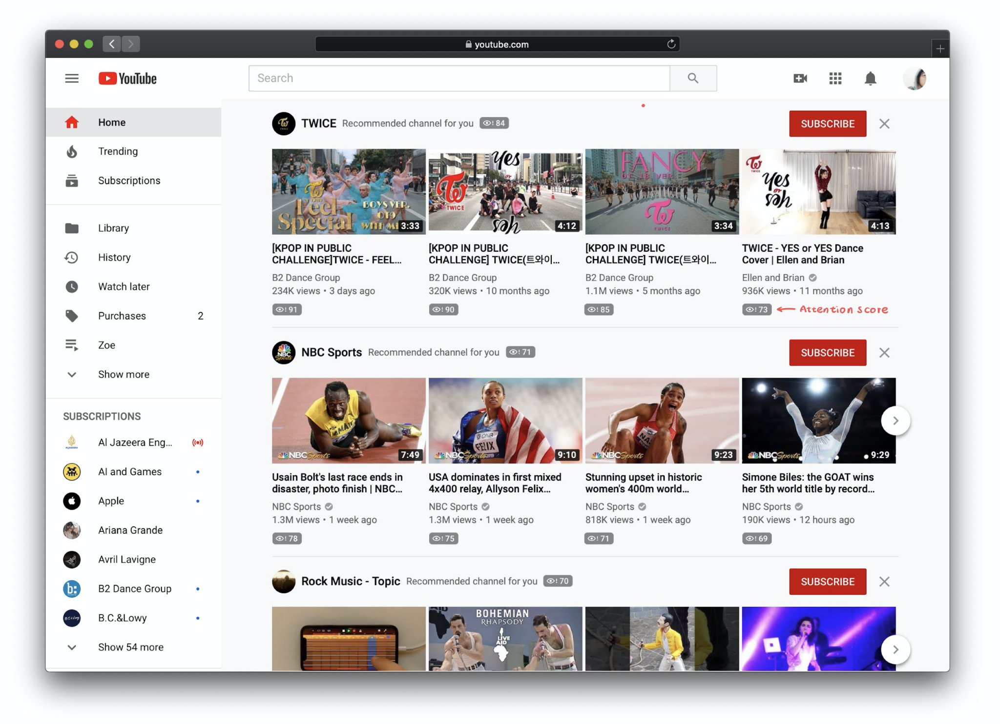 youtube.com
YouTube
Search
Home
Trending
Subscriptions
Library
History
Watch later
Purchases 2
Zoe
Show more
SUBSCRIPTIONS
Al Jazeera Eng...
AI and Games
Apple
Ariana Grande
Avril Lavigne
B2 Dance Group
B.C.&Lowy
Show 54 more
TWICE Recommended channel for you ! 84
SUBSCRIBE
TWICE
Feel
Special
BOYS VER.
3:33
Yes
or
Yes
TWICE
4:12
FANCY
OT 18 VER.
TWICE
3:34
TWICE
Yes
or
Yes
4:13
[KPOP IN PUBLIC
CHALLENGE]TWICE - FEEL...
B2 Dance Group
234K views • 3 days ago
! 91
[KPOP IN PUBLIC
CHALLENGE] TWICE(트와이...
B2 Dance Group
320K views • 10 months ago
! 90
[KPOP IN PUBLIC
CHALLENGE] TWICE(트와이...
B2 Dance Group
1.1M views • 5 months ago
! 85
TWICE - YES or YES Dance
Cover | Ellen and Brian
Ellen and Brian
936K views • 11 months ago
! 73 ← Attention score
NBC Sports Recommended channel for you ! 71
SUBSCRIBE
NBC Sports
7:49
QNB
FELIX
NBC Sports
9:10
NBC Sports
9:23
NBC Sports
9:29
Usain Bolt's last race ends in
disaster, photo finish | NBC...
NBC Sports
1.3M views • 1 week ago
! 78
USA dominates in first mixed
4x400 relay, Allyson Felix...
NBC Sports
1.3M views • 1 week ago
! 75
Stunning upset in historic
women's 400m world...
NBC Sports
818K views • 1 week ago
! 71
Simone Biles: the GOAT wins
her 5th world title by record...
NBC Sports
190K views • 12 hours ago
! 69
Rock Music - Topic Recommended channel for you ! 70
SUBSCRIBE
BOHEMIAN
RHAPSODY
LIVE
AID